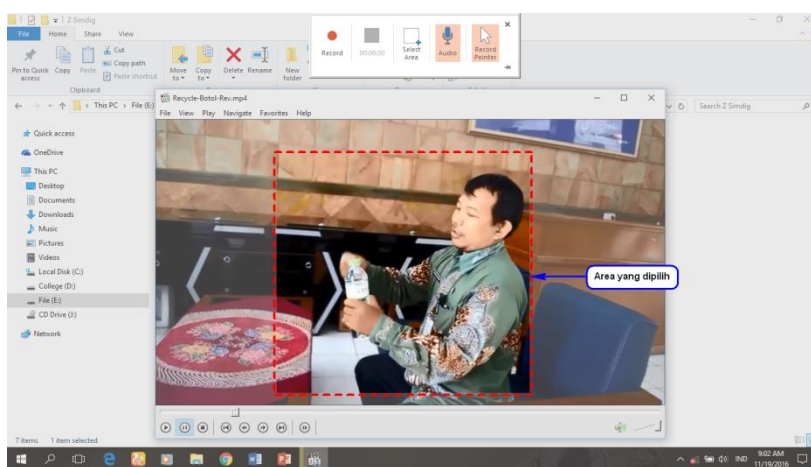 Z Simdig
File Home Share View
Pin to Quick access
Copy
Paste
Cut
Copy path
Paste shortcut
Move to
Copy to
Delete
Rename
New folder
Clipboard
Record
00:00:00
Select Area
Audio
Record Pointer
This PC > File (E:)
Search Z Simdig
Quick access
OneDrive
This PC
Desktop
Documents
Downloads
Music
Pictures
Videos
Local Disk (C:)
College (D:)
File (E:)
CD Drive (J:)
Network
Recycle-Botol-Rev.mp4
File View Play Navigate Favorites Help
Area yang dipilih
7 items 1 item selected
IND
9:02 AM
11/19/2016